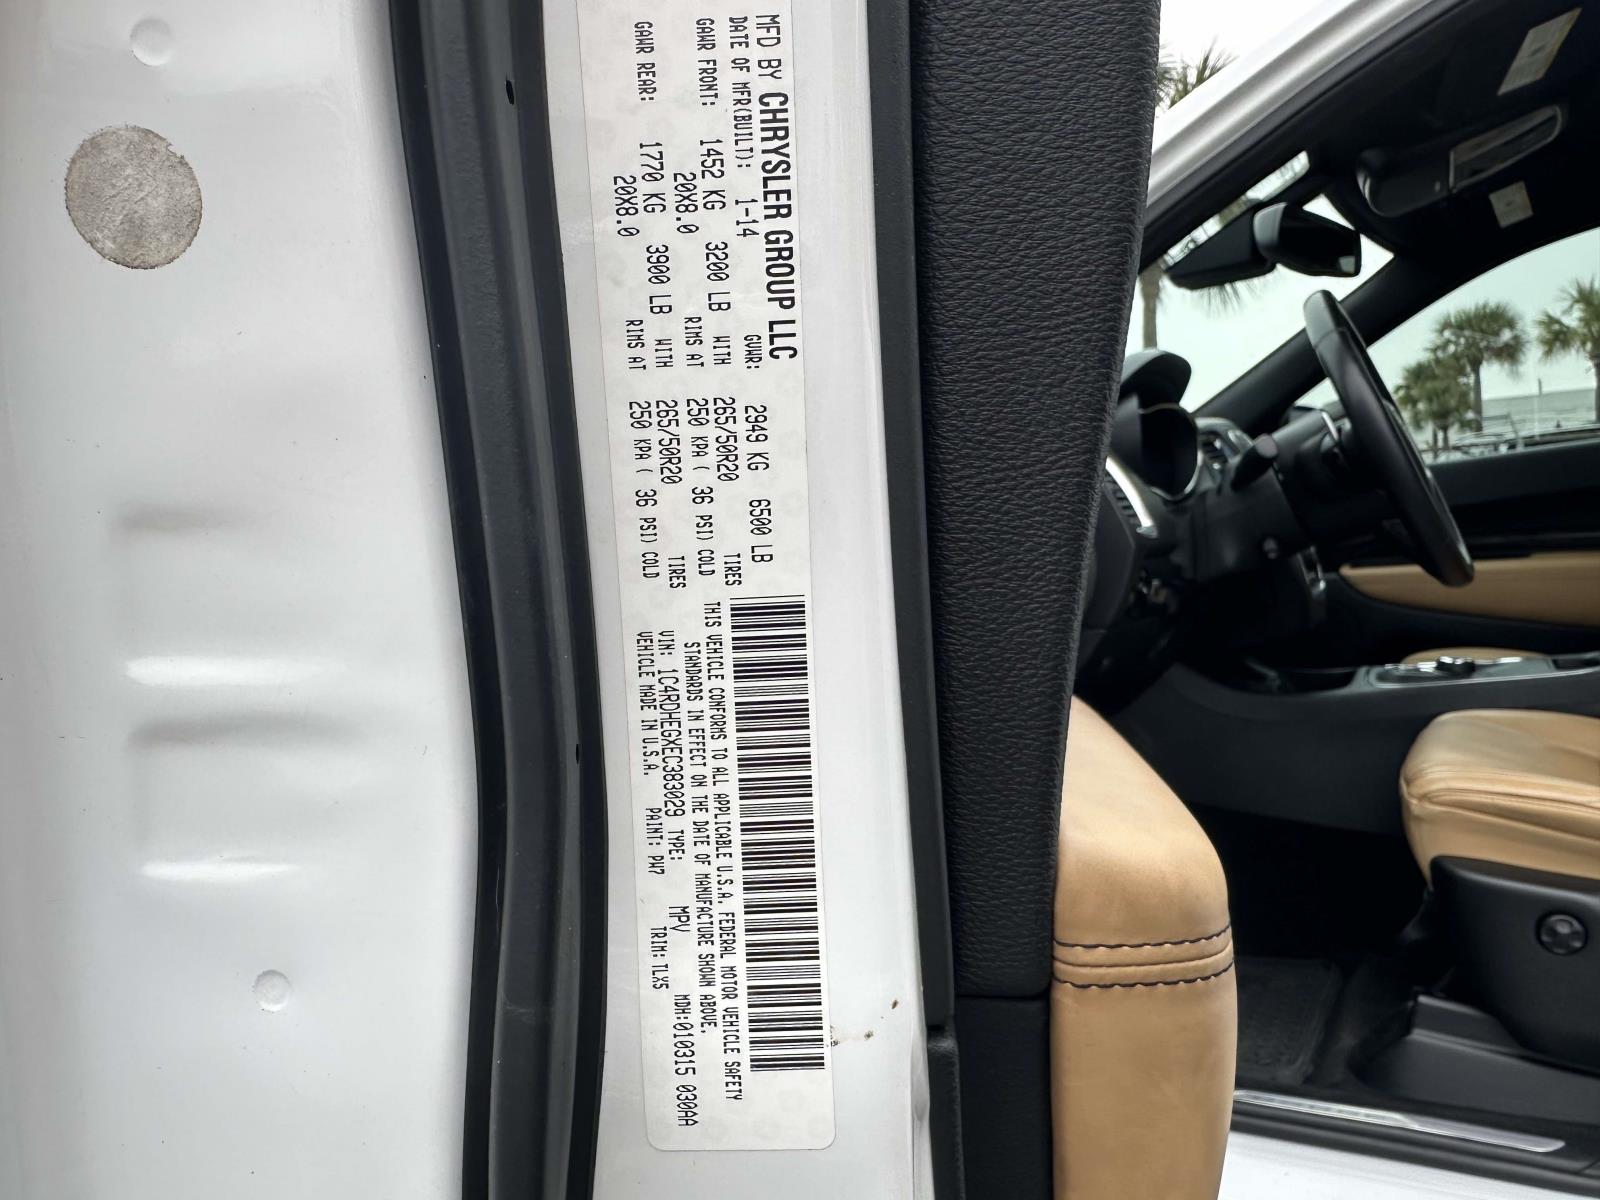 MFD BY CHRYSLER GROUP LLC
DATE OF MFR(BUILT): 1-14 GVWR: 2949 KG 6500 LB
GAWR FRONT: 1452 KG 3200 LB WITH 265/50R20 TIRES
20X8.0 RIMS AT 250 KPA ( 36 PSI) COLD
GAWR REAR: 1770 KG 3900 LB WITH 265/50R20 TIRES
20X8.0 RIMS AT 250 KPA ( 36 PSI) COLD
THIS VEHICLE CONFORMS TO ALL APPLICABLE U.S.A. FEDERAL MOTOR VEHICLE SAFETY
STANDARDS IN EFFECT ON THE DATE OF MANUFACTURE SHOWN ABOVE.
VIN: 1C4RDHEGXEC383029 TYPE: MPV MDH:010315 030AA
VEHICLE MADE IN U.S.A. PAINT: PW7 TRIM: TLX5